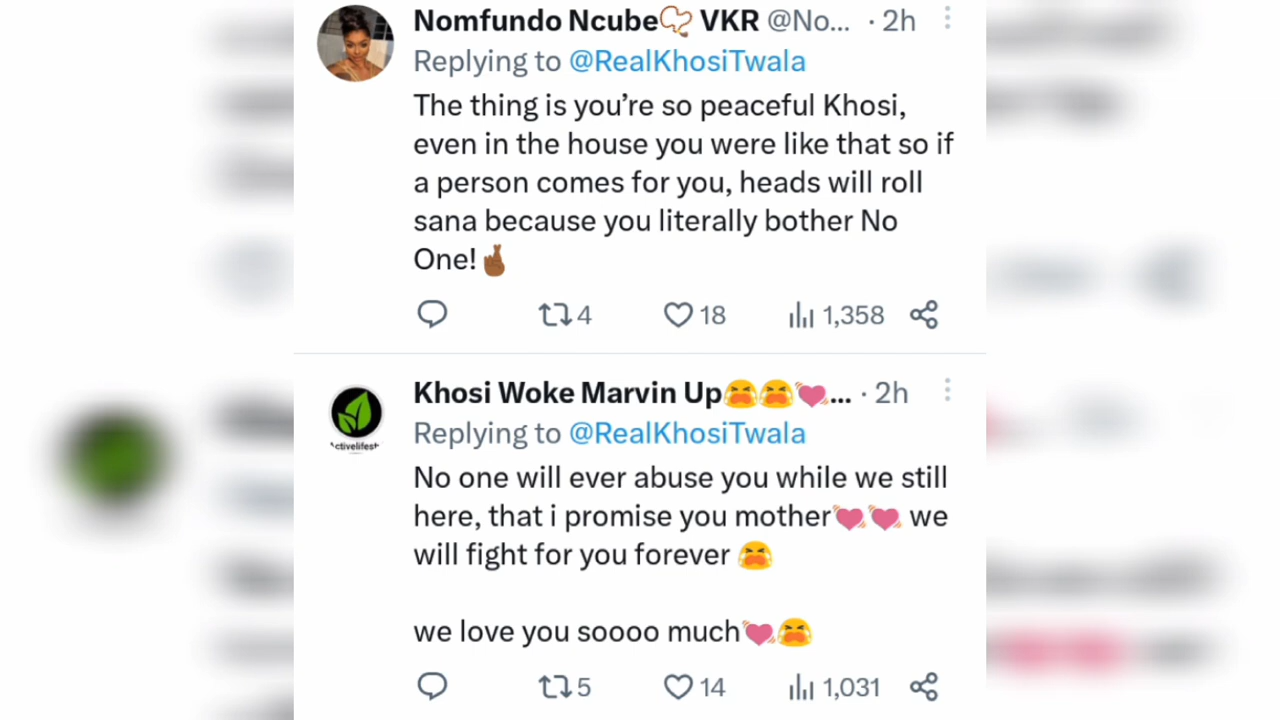 Nomfundo Ncube VKR @No... · 2h
Replying to @RealKhosiTwala
The thing is you're so peaceful Khosi,
even in the house you were like that so if
a person comes for you, heads will roll
sana because you literally bother No
One!🤞🏾
4 18 1,358
Khosi Woke Marvin Up😭😭💓... · 2h
ctivelifest
Replying to @RealKhosiTwala
No one will ever abuse you while we still
here, that i promise you mother💓💓 we
will fight for you forever 😭
we love you soooo much💓😭
5 14 1,031